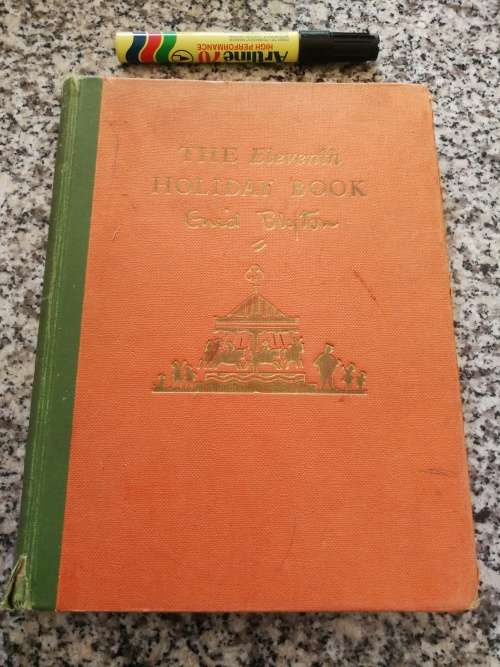 Artline 70
HIGH PERFORMANCE
THE Eleventh
HOLIDAY BOOK
Enid Blyton